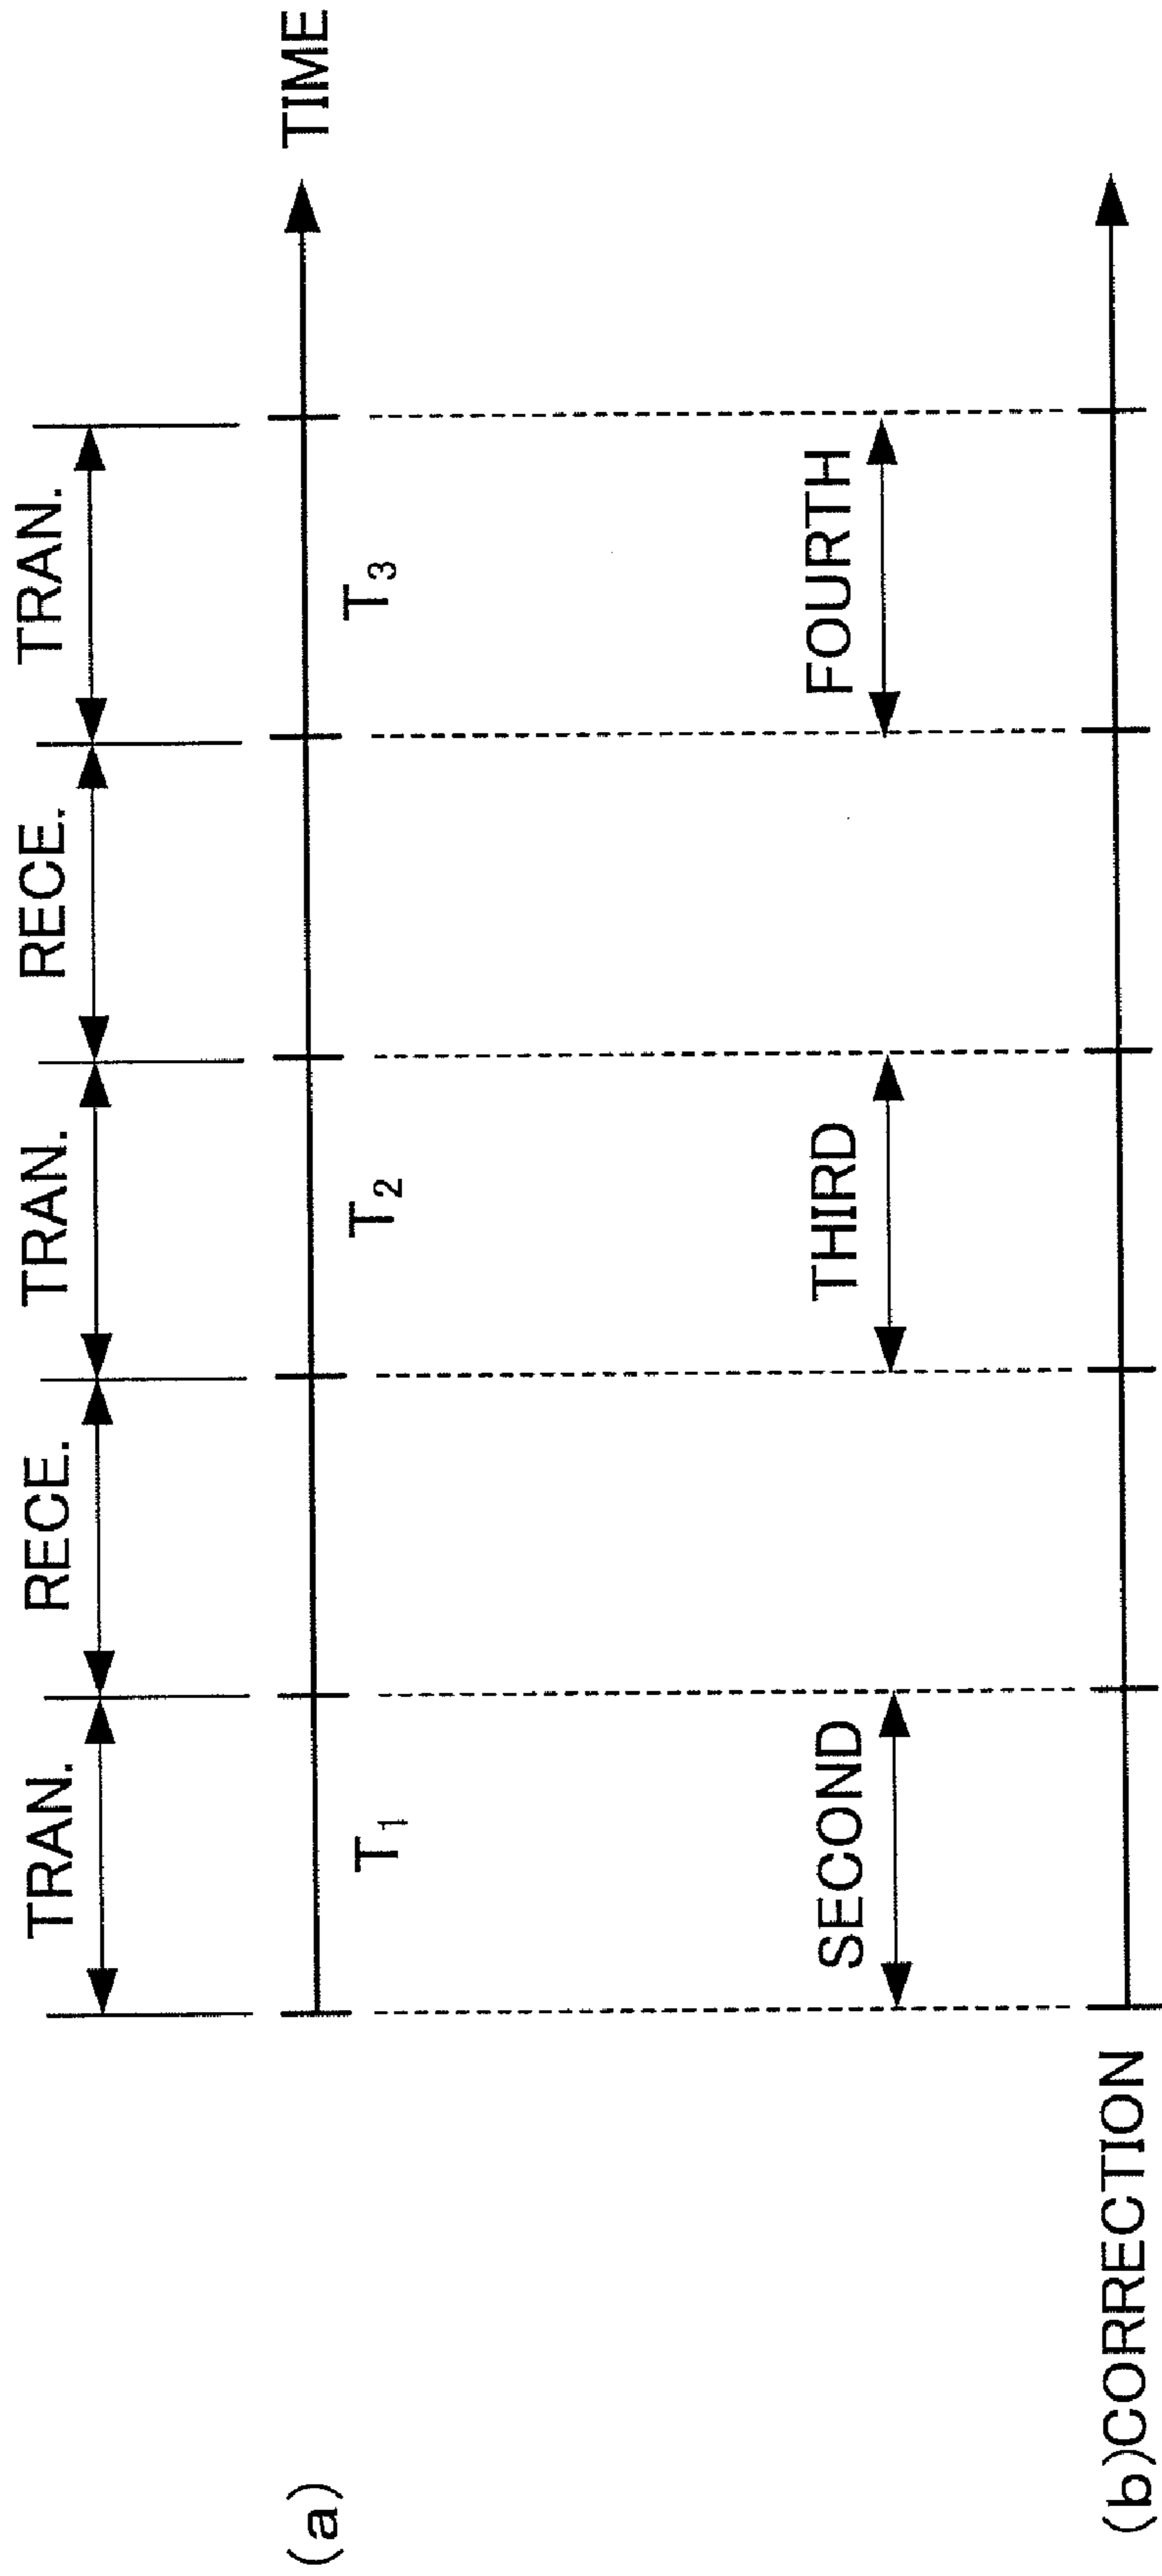 TRAN. RECE. TRAN. RECE. TRAN.
(a) TIME
T1 T2 T3
SECOND THIRD FOURTH
(b)CORRECTION